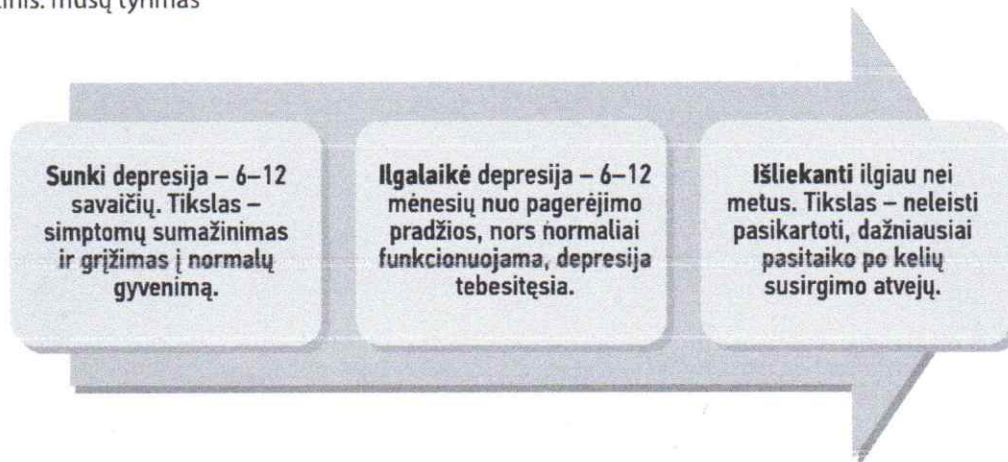 mūsų tyrimas
Sunki depresija – 6–12
savaičių. Tikslas –
simptomų sumažinimas
ir grįžimas į normalų
gyvenimą.
Ilgalaikė depresija – 6–12
mėnesių nuo pagerėjimo
pradžios, nors normaliai
funkcionuojama, depresija
tebesitęsia.
Išliekanti ilgiau nei
metus. Tikslas – neleisti
pasikartoti, dažniausiai
pasitaiko po kelių
susirgimo atvejų.